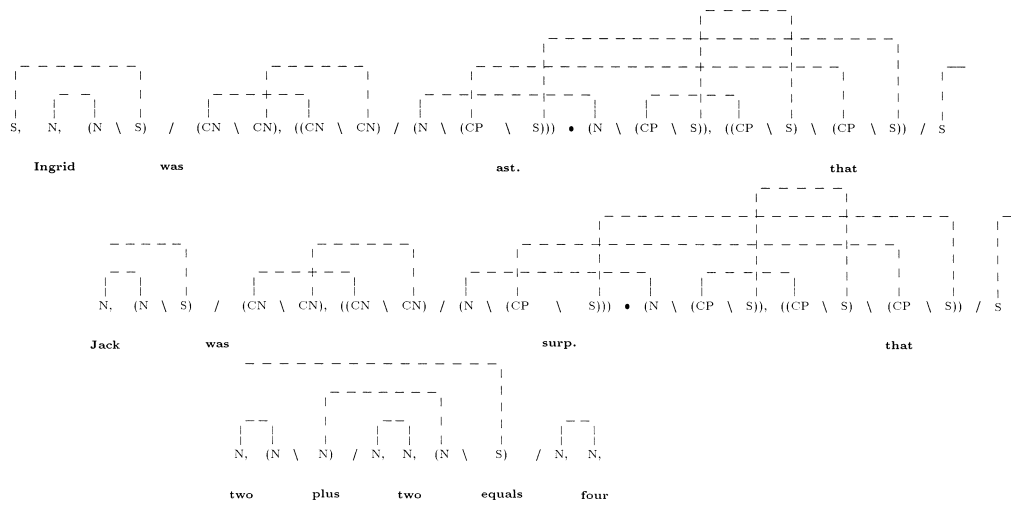 S, N, (N \ S) / (CN \ CN), ((CN \ CN) / (N \ (CP \ S))) • (N \ (CP \ S)), ((CP \ S) \ (CP \ S)) / S
Ingrid was ast. that
N, (N \ S) / (CN \ CN), ((CN \ CN) / (N \ (CP \ S))) • (N \ (CP \ S)), ((CP \ S) \ (CP \ S)) / S
Jack was surp. that
N, (N \ N) / N, N, (N \ S) / N, N,
two plus two equals four